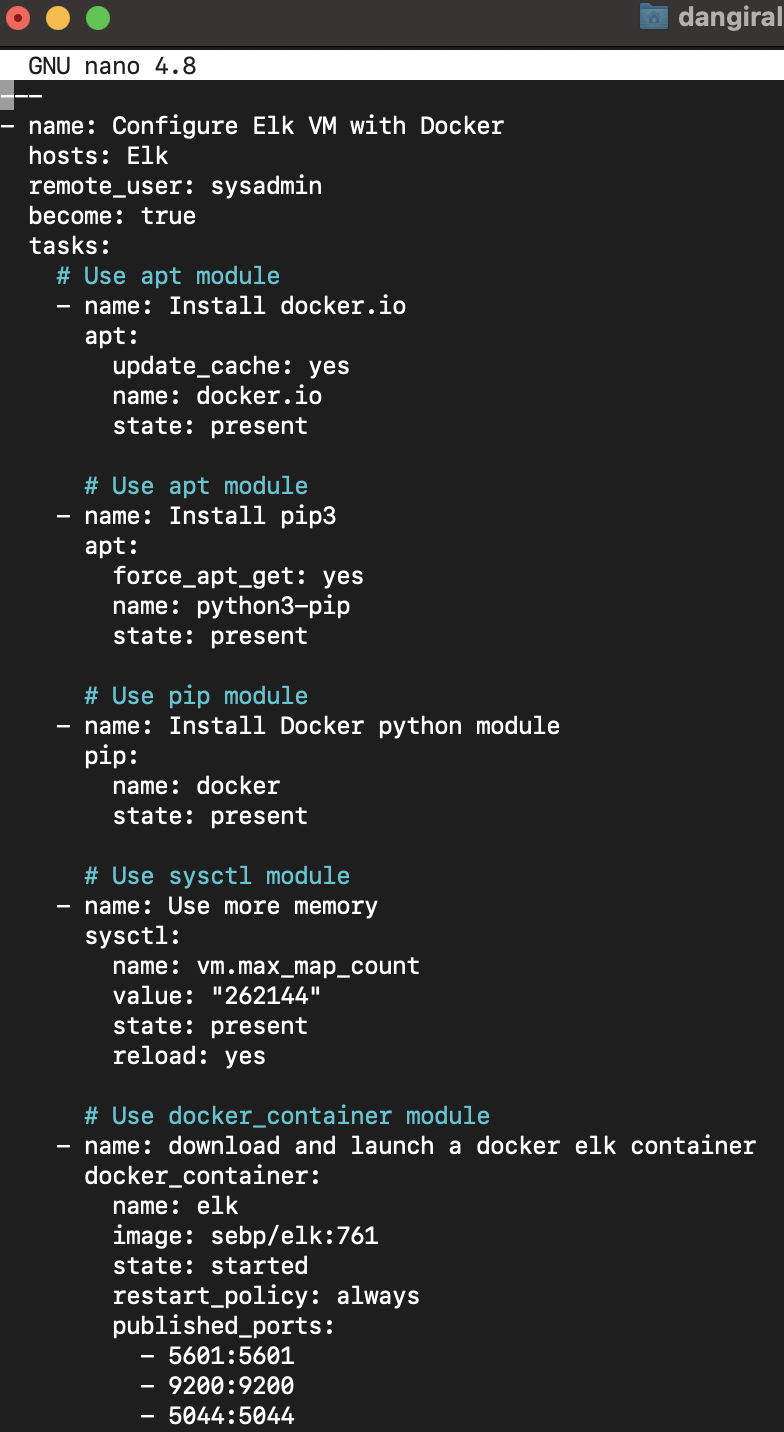 dangiral
GNU nano 4.8
---
- name: Configure Elk VM with Docker
  hosts: Elk
  remote_user: sysadmin
  become: true
  tasks:
    # Use apt module
    - name: Install docker.io
      apt:
        update_cache: yes
        name: docker.io
        state: present

      # Use apt module
    - name: Install pip3
      apt:
        force_apt_get: yes
        name: python3-pip
        state: present

      # Use pip module
    - name: Install Docker python module
      pip:
        name: docker
        state: present

      # Use sysctl module
    - name: Use more memory
      sysctl:
        name: vm.max_map_count
        value: "262144"
        state: present
        reload: yes

      # Use docker_container module
    - name: download and launch a docker elk container
      docker_container:
        name: elk
        image: sebp/elk:761
        state: started
        restart_policy: always
        published_ports:
          - 5601:5601
          - 9200:9200
          - 5044:5044